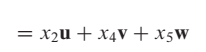 = x₂u + x₄v + x₅w